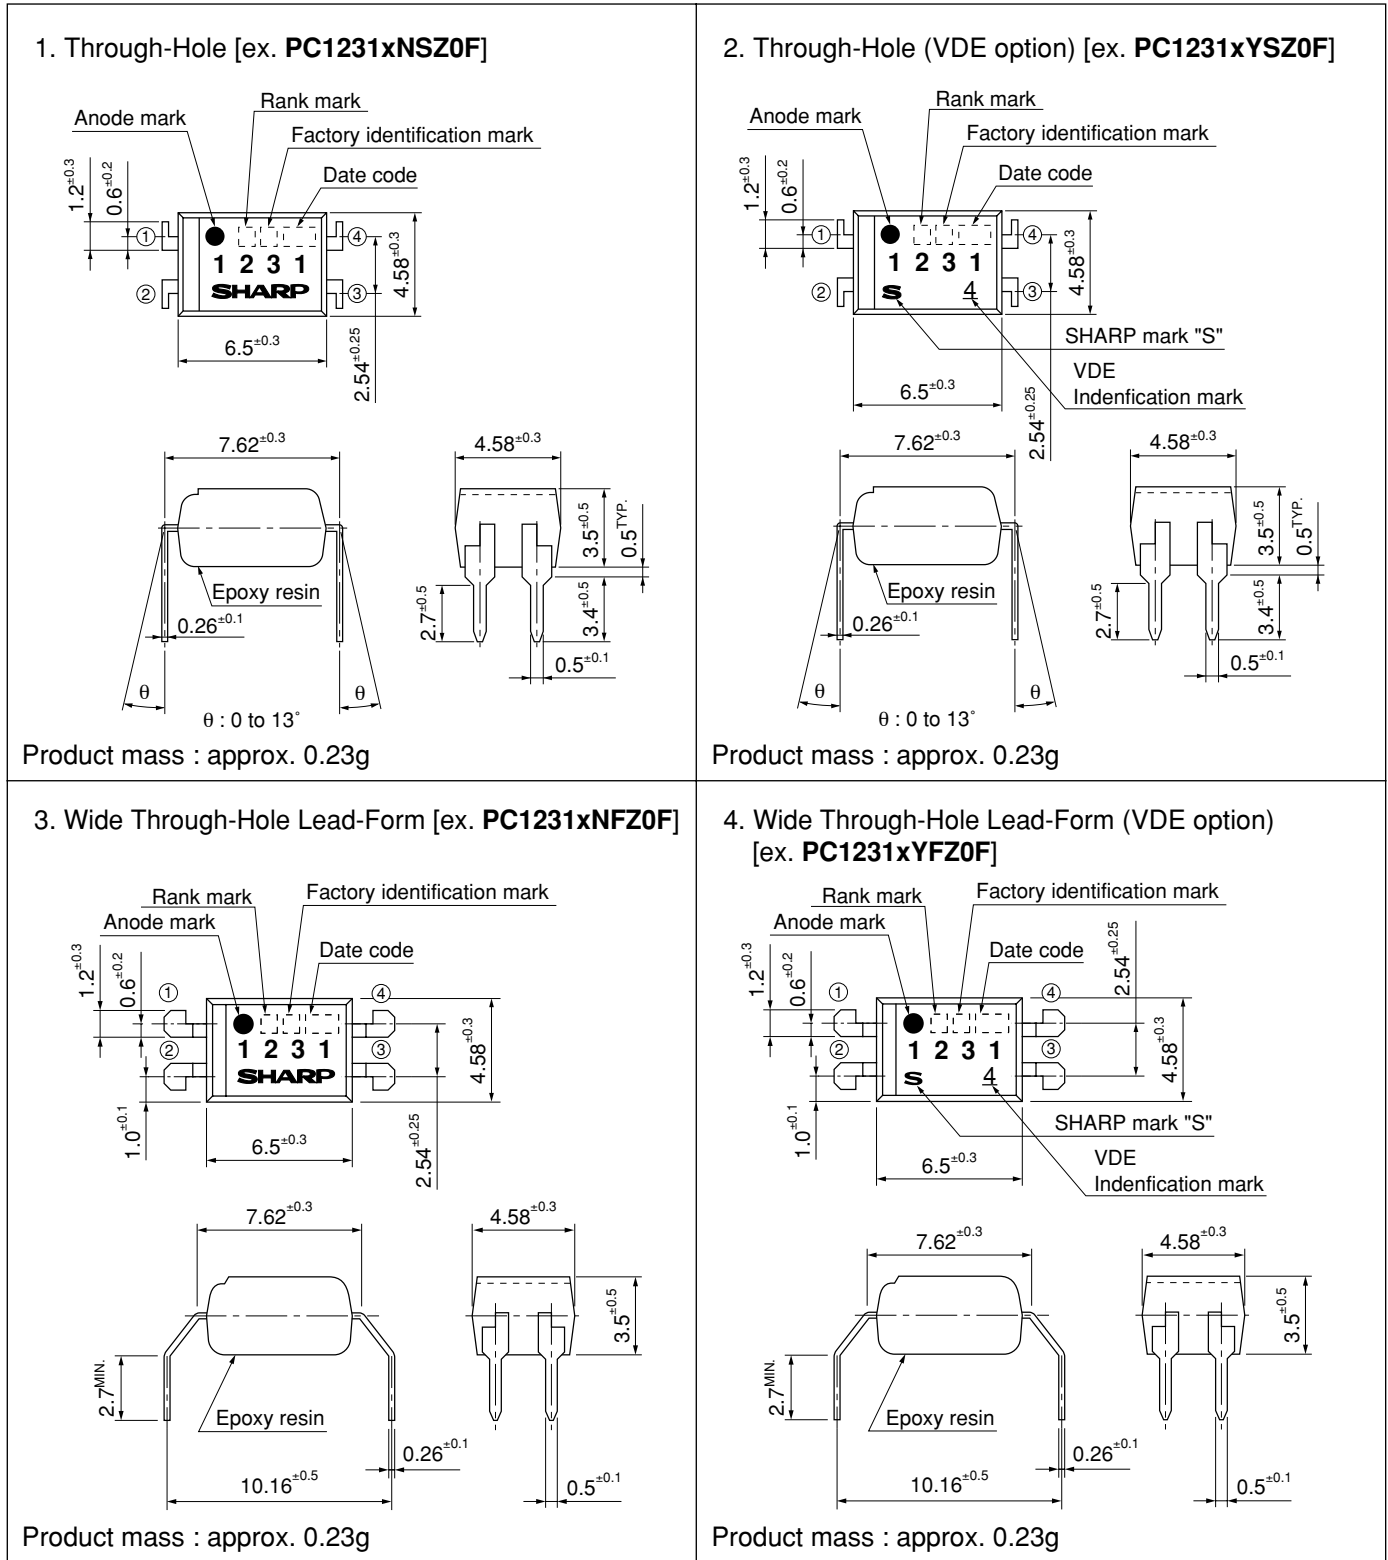 1. Through-Hole [ex. PC1231xNSZ0F]
Rank mark
Anode mark
Factory identification mark
Date code
1.2±0.3
0.6±0.2
① ④
1 2 3 1
② SHARP ③
4.58±0.3
6.5±0.3
2.54±0.25
7.62±0.3
4.58±0.3
3.5±0.5
0.5TYP.
Epoxy resin
2.7±0.5
3.4±0.5
0.26±0.1
0.5±0.1
θ θ
θ : 0 to 13˚
Product mass : approx. 0.23g
2. Through-Hole (VDE option) [ex. PC1231xYSZ0F]
Rank mark
Anode mark
Factory identification mark
Date code
1.2±0.3
0.6±0.2
① ④
1 2 3 1
② S 4 ③
4.58±0.3
SHARP mark "S"
VDE
Indenfication mark
6.5±0.3
2.54±0.25
7.62±0.3
4.58±0.3
3.5±0.5
0.5TYP.
Epoxy resin
2.7±0.5
3.4±0.5
0.26±0.1
0.5±0.1
θ θ
θ : 0 to 13˚
Product mass : approx. 0.23g
3. Wide Through-Hole Lead-Form [ex. PC1231xNFZ0F]
Rank mark
Factory identification mark
Anode mark
Date code
1.2±0.3
0.6±0.2
① ④
1 2 3 1
② ③
SHARP
4.58±0.3
1.0±0.1
6.5±0.3
2.54±0.25
7.62±0.3
4.58±0.3
3.5±0.5
2.7MIN.
Epoxy resin
0.26±0.1
10.16±0.5
0.5±0.1
Product mass : approx. 0.23g
4. Wide Through-Hole Lead-Form (VDE option)
[ex. PC1231xYFZ0F]
Rank mark
Factory identification mark
Anode mark
Date code
2.54±0.25
1.2±0.3
0.6±0.2
① ④
1 2 3 1
② ③
S 4
4.58±0.3
1.0±0.1
SHARP mark "S"
6.5±0.3
VDE
Indenfication mark
7.62±0.3
4.58±0.3
3.5±0.5
2.7MIN.
Epoxy resin
0.26±0.1
10.16±0.5
0.5±0.1
Product mass : approx. 0.23g